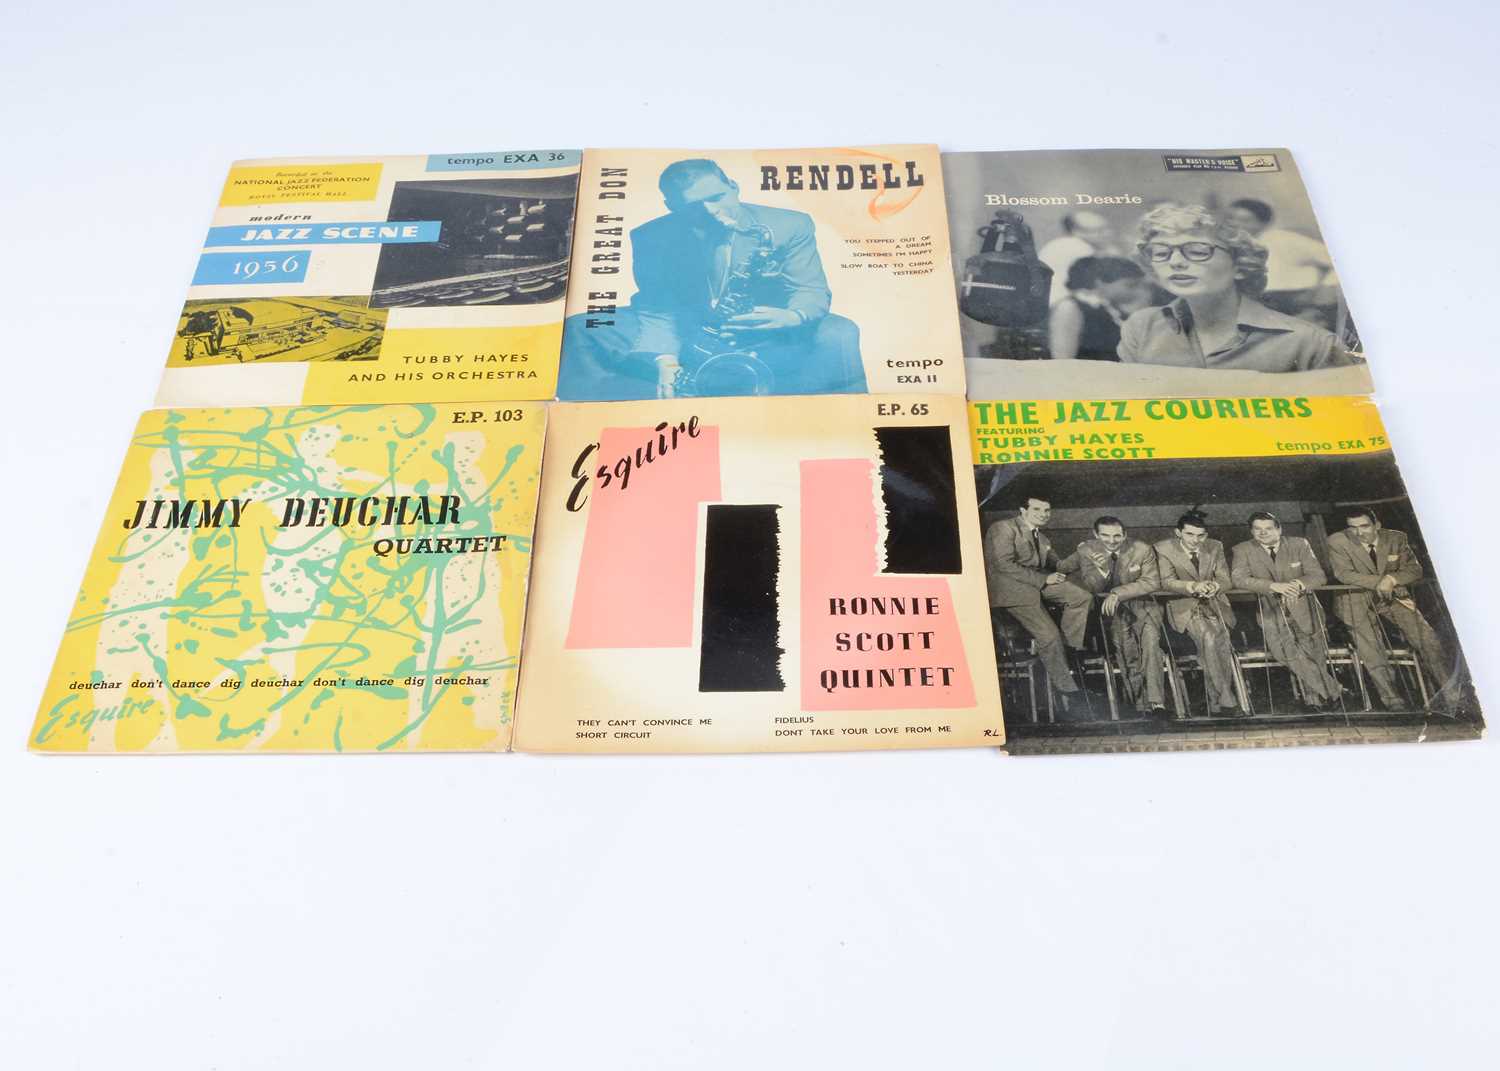 tempo EXA 36
Recorded at the
NATIONAL JAZZ FEDERATION
CONCERT
ROYAL FESTIVAL HALL
modern
JAZZ SCENE
1956
TUBBY HAYES
AND HIS ORCHESTRA
THE GREAT DON
RENDELL
YOU STEPPED OUT OF
A DREAM
SOMETIMES I'M HAPPY
SLOW BOAT TO CHINA
YESTERDAY
tempo
EXA 11
"HIS MASTER'S VOICE"
Blossom Dearie
E.P. 103
JIMMY DEUCHAR
QUARTET
deuchar don't dance dig deuchar don't dance dig deuchar
Esquire
Esquire
E.P. 65
RONNIE
SCOTT
QUINTET
THEY CAN'T CONVINCE ME
SHORT CIRCUIT
FIDELIUS
DONT TAKE YOUR LOVE FROM ME
RL
THE JAZZ COURIERS
FEATURING
TUBBY HAYES
RONNIE SCOTT
tempo EXA 75